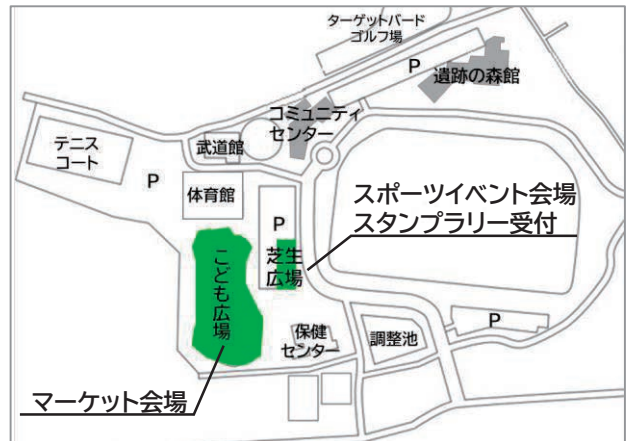 ターゲットバード
ゴルフ場
P
遺跡の森館
コミュニティ
センター
武道館
テニス
コート
P
体育館
スポーツイベント会場
スタンプラリー受付
P
芝生
広場
こども広場
P
保健
センター
調整池
マーケット会場